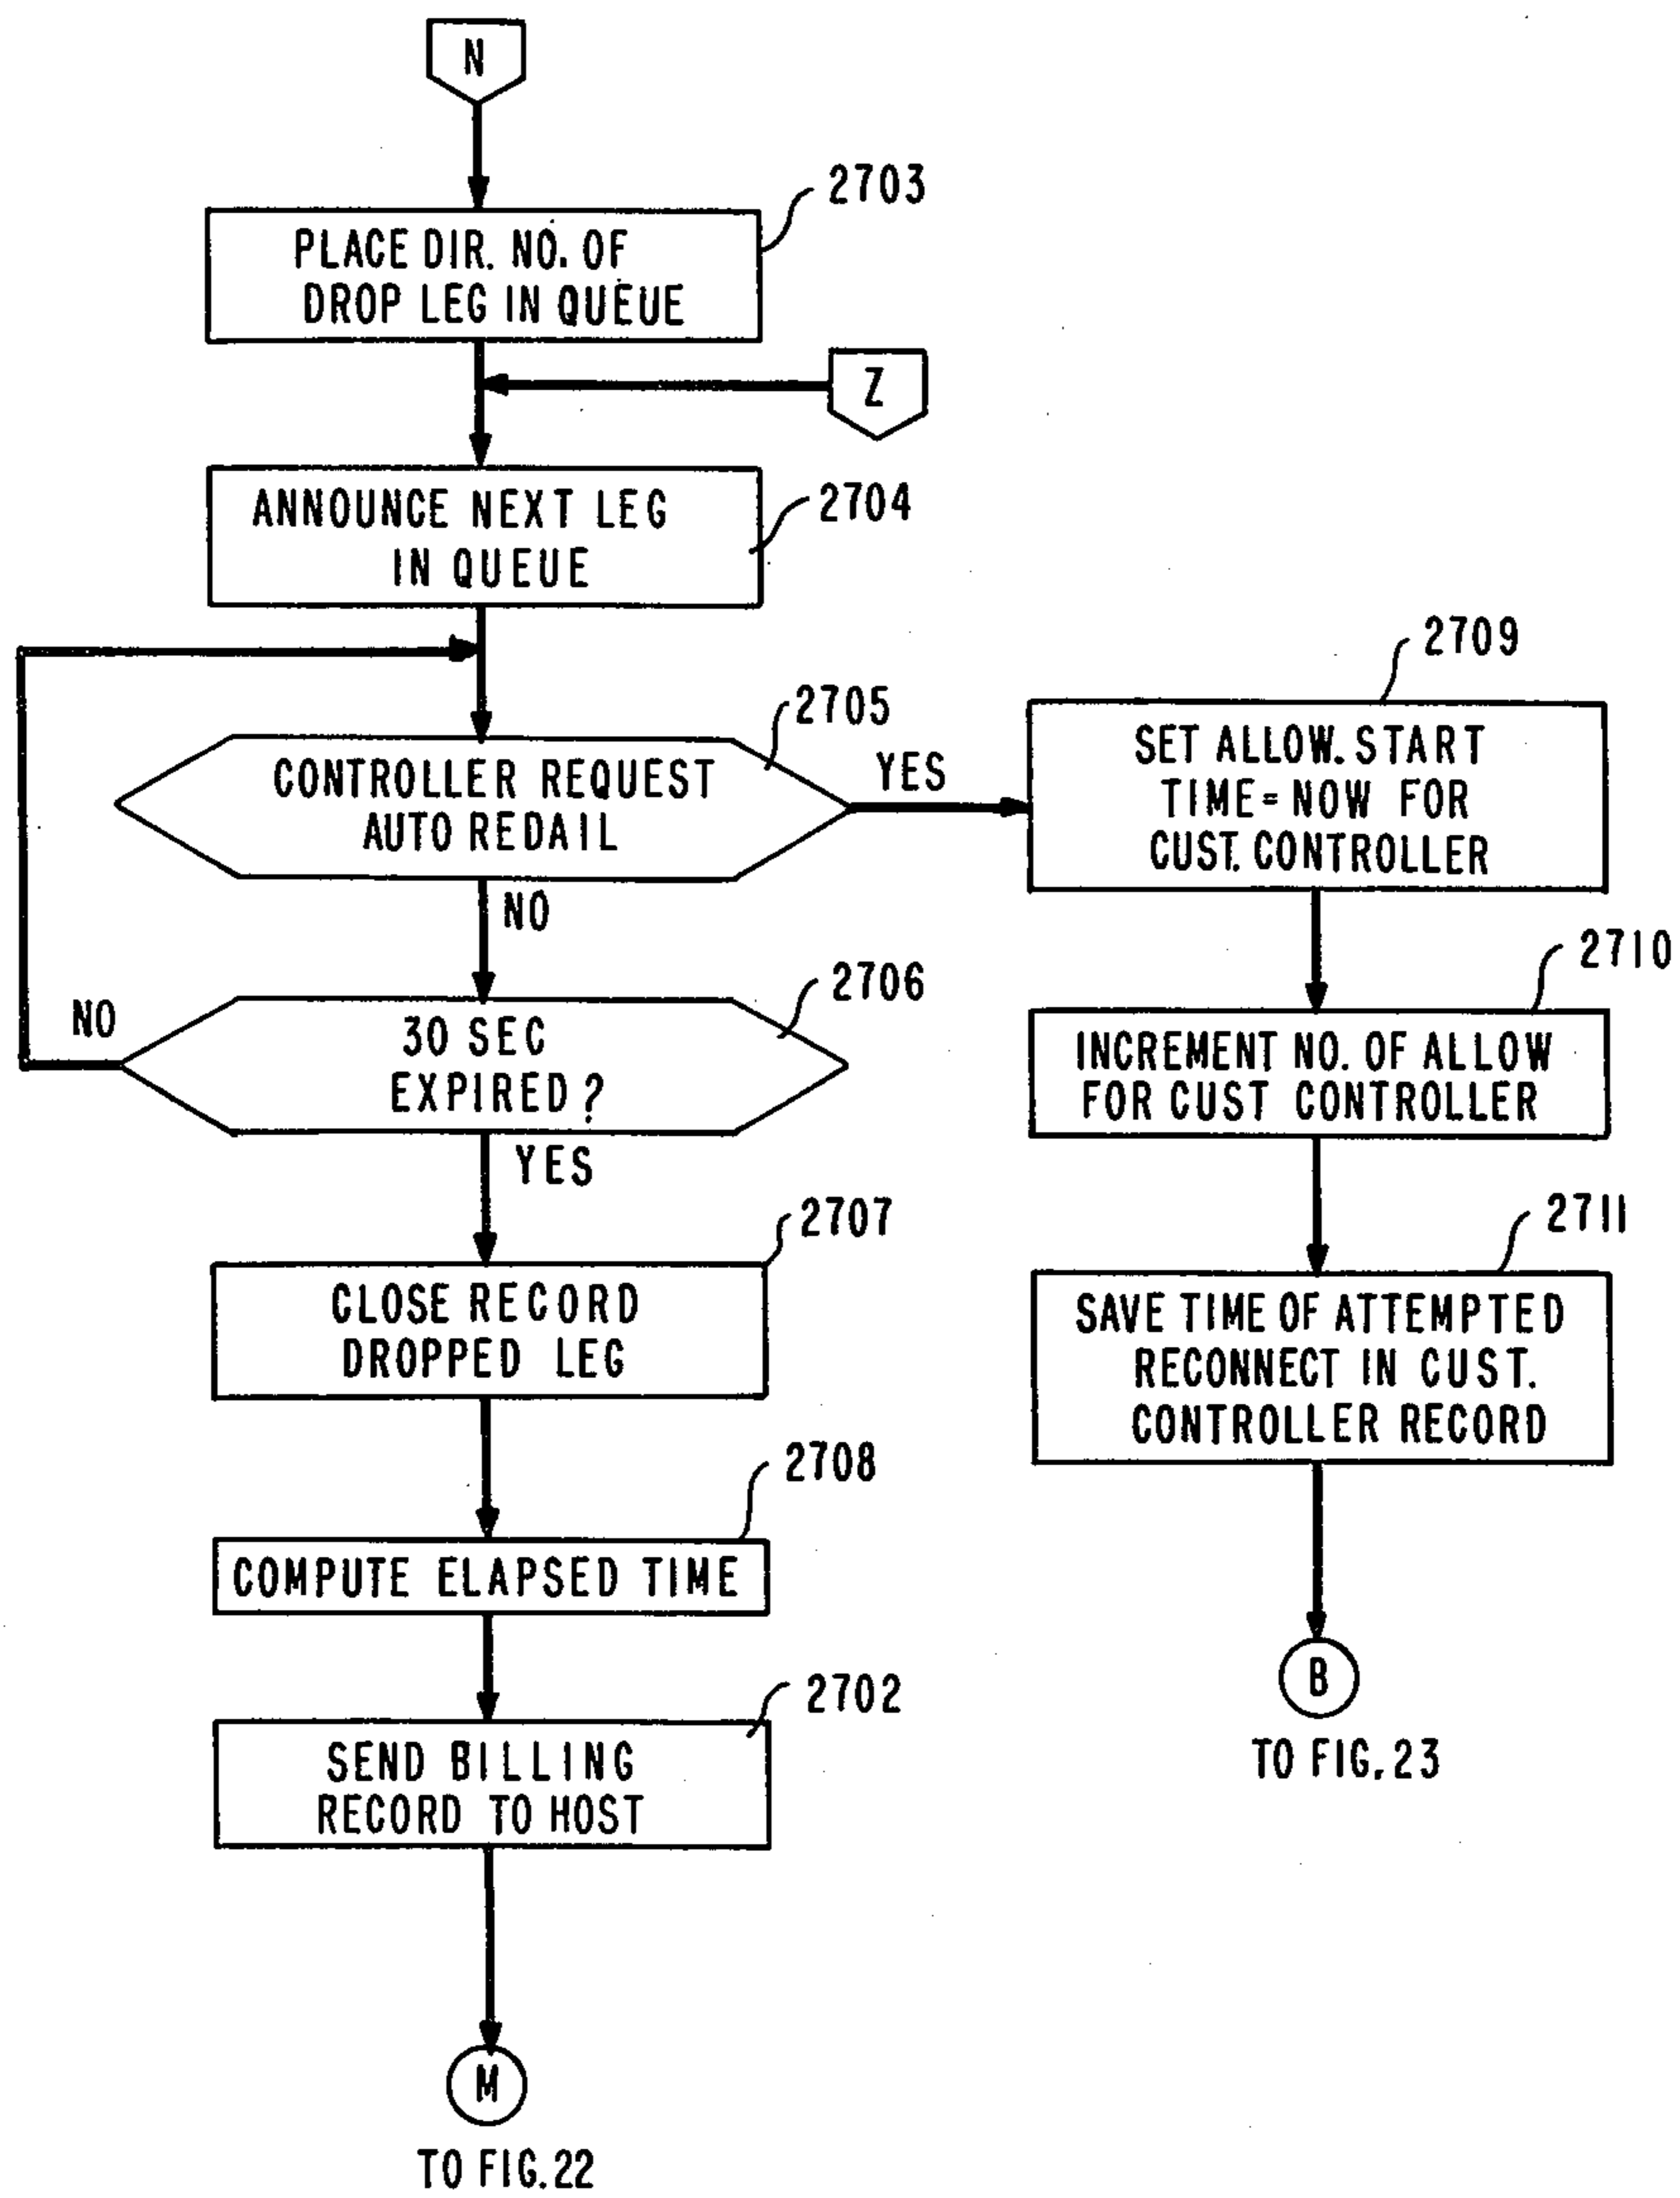 N
2703
PLACE DIR. NO. OF
DROP LEG IN QUEUE
Z
ANNOUNCE NEXT LEG
IN QUEUE
2704
2705
CONTROLLER REQUEST
AUTO REDAIL
YES
NO
2709
SET ALLOW. START
TIME = NOW FOR
CUST. CONTROLLER
2706
30 SEC
EXPIRED?
NO
YES
2710
INCREMENT NO. OF ALLOW
FOR CUST CONTROLLER
2707
CLOSE RECORD
DROPPED LEG
2711
SAVE TIME OF ATTEMPTED
RECONNECT IN CUST.
CONTROLLER RECORD
2708
COMPUTE ELAPSED TIME
2702
SEND BILLING
RECORD TO HOST
B
TO FIG. 23
M
TO FIG. 22